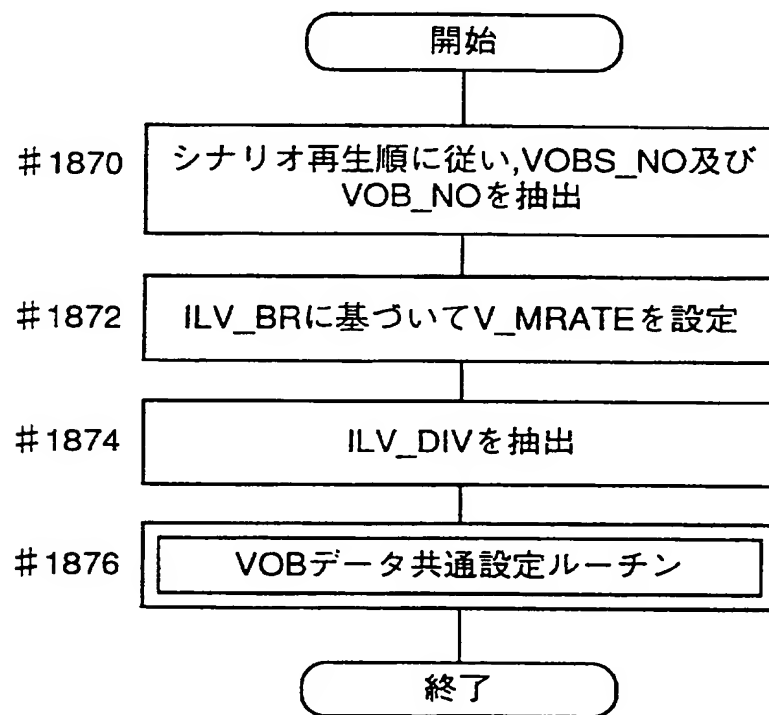 開始
#1870
シナリオ再生順に従い,VOBS_NO及び
VOB_NOを抽出
#1872
ILV_BRに基づいてV_MRATEを設定
#1874
ILV_DIVを抽出
#1876
VOBデータ共通設定ルーチン
終了